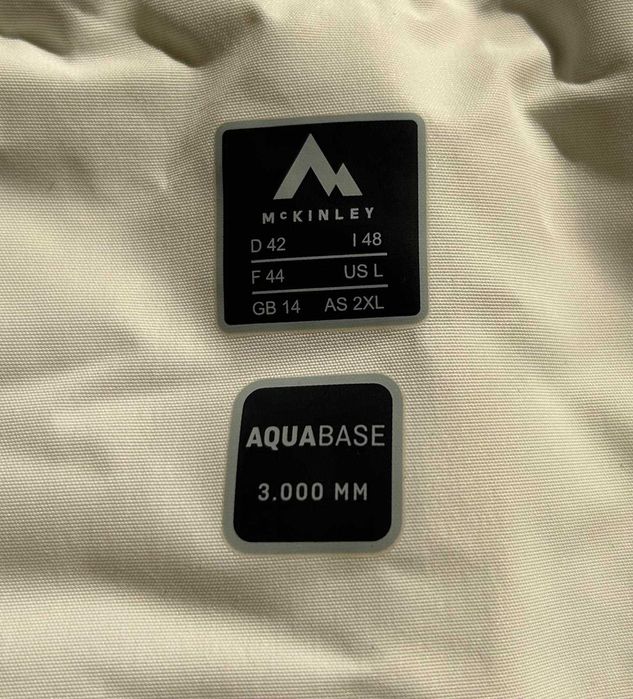 McKINLEY
D 42 I 48
F 44 US L
GB 14 AS 2XL
AQUABASE
3.000 MM